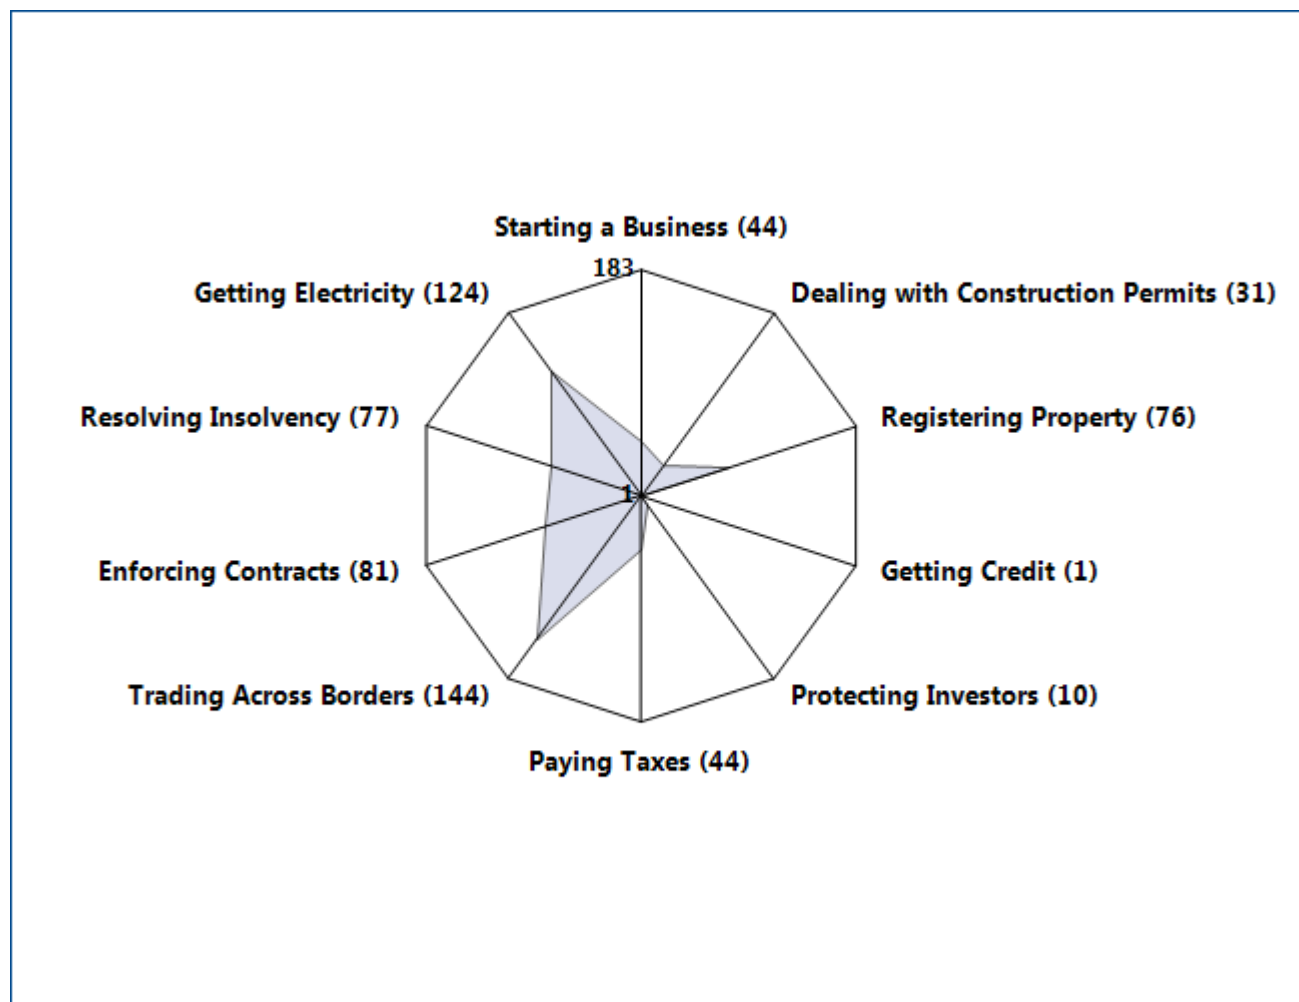 Starting a Business (44)
183
Getting Electricity (124)
Dealing with Construction Permits (31)
Resolving Insolvency (77)
Registering Property (76)
1
Enforcing Contracts (81)
Getting Credit (1)
Trading Across Borders (144)
Protecting Investors (10)
Paying Taxes (44)